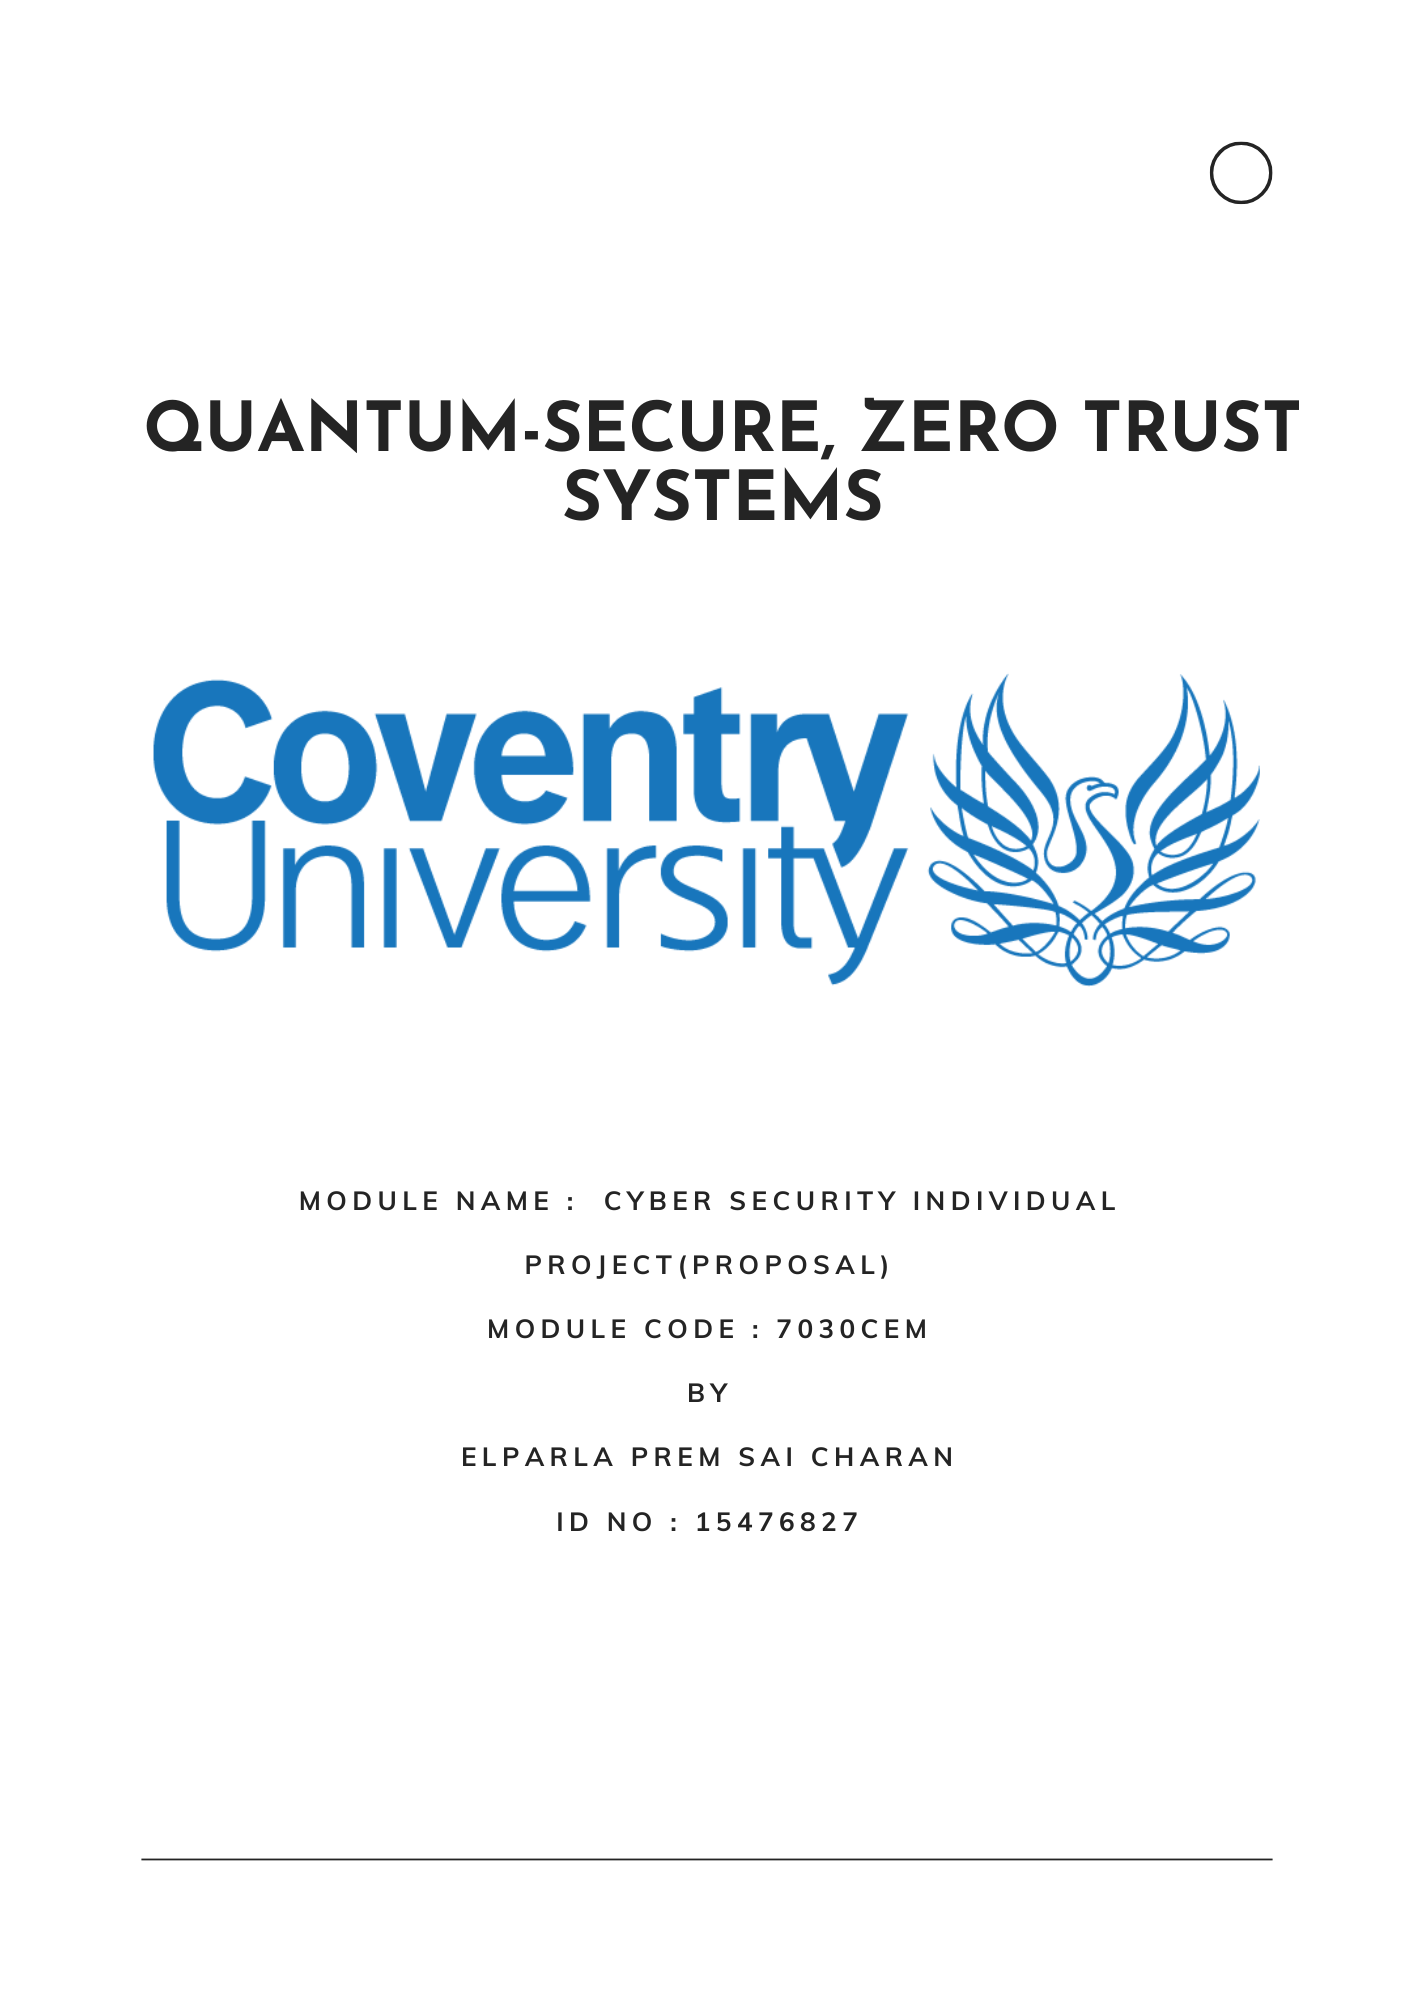 QUANTUM-SECURE, ZERO TRUST
SYSTEMS
Coventry
University
MODULE NAME :  CYBER SECURITY INDIVIDUAL
PROJECT(PROPOSAL)
MODULE CODE : 7030CEM
BY
ELPARLA PREM SAI CHARAN
ID NO : 15476827